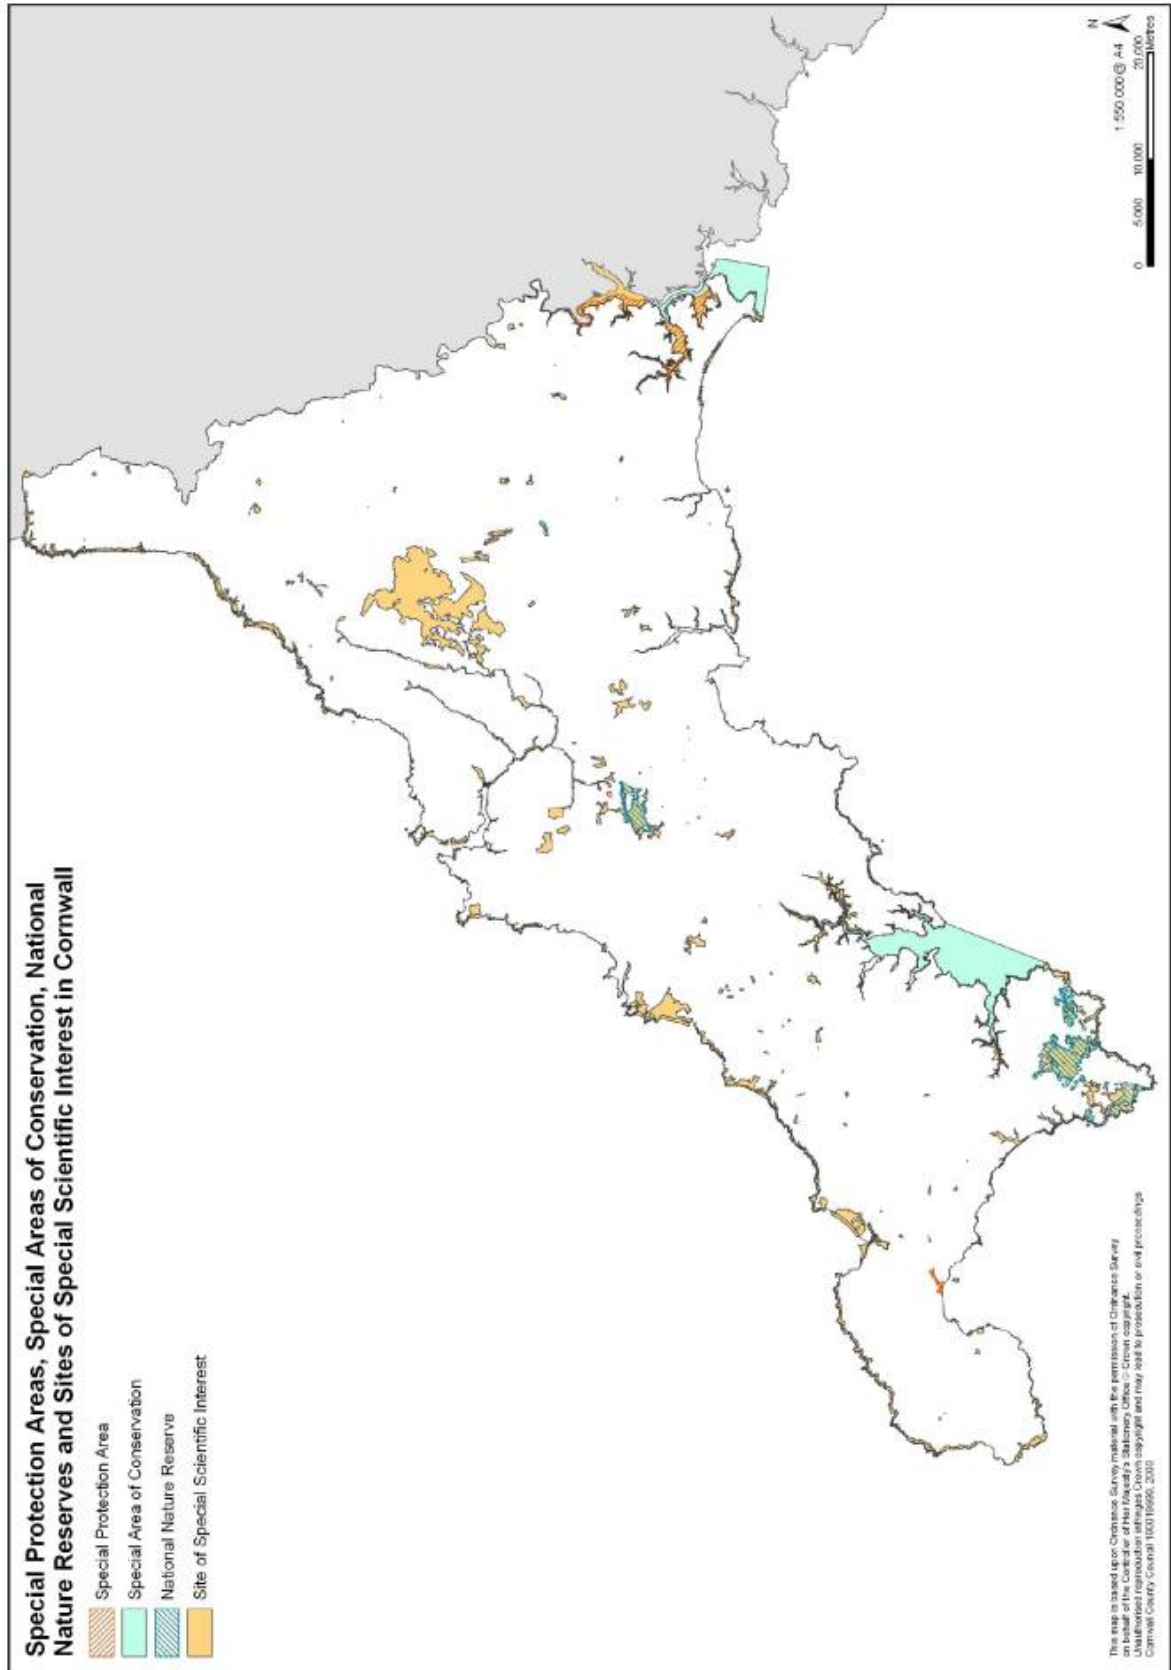 Special Protection Areas, Special Areas of Conservation, National
Nature Reserves and Sites of Special Scientific Interest in Cornwall
Special Protection Area
Special Area of Conservation
National Nature Reserve
Site of Special Scientific Interest
N
1:550,000 @ A4
0 5,000 10,000 20,000
Metres
This map is based upon Ordnance Survey material with the permission of Ordnance Survey
on behalf of the Controller of Her Majesty's Stationery Office © Crown copyright.
Unauthorised reproduction infringes Crown copyright and may lead to prosecution or civil proceedings
Cornwall County Council